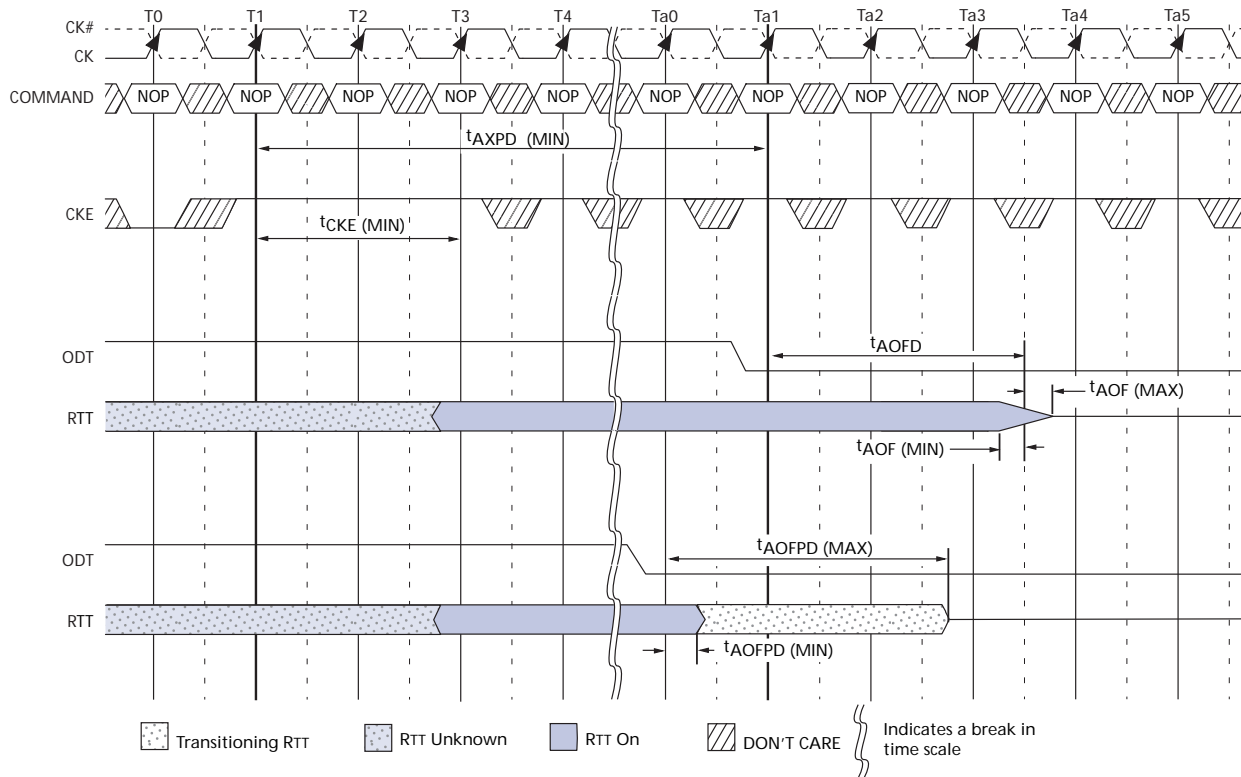 T0 T1 T2 T3 T4 Ta0 Ta1 Ta2 Ta3 Ta4 Ta5
CK#
CK
COMMAND NOP NOP NOP NOP NOP NOP NOP NOP NOP NOP NOP
tAXPD (MIN)
CKE
tCKE (MIN)
ODT
tAOFD
tAOF (MAX)
RTT
tAOF (MIN)
ODT
tAOFPD (MAX)
RTT
tAOFPD (MIN)
Transitioning RTT
RTT Unknown
RTT On
DON'T CARE
Indicates a break in
time scale